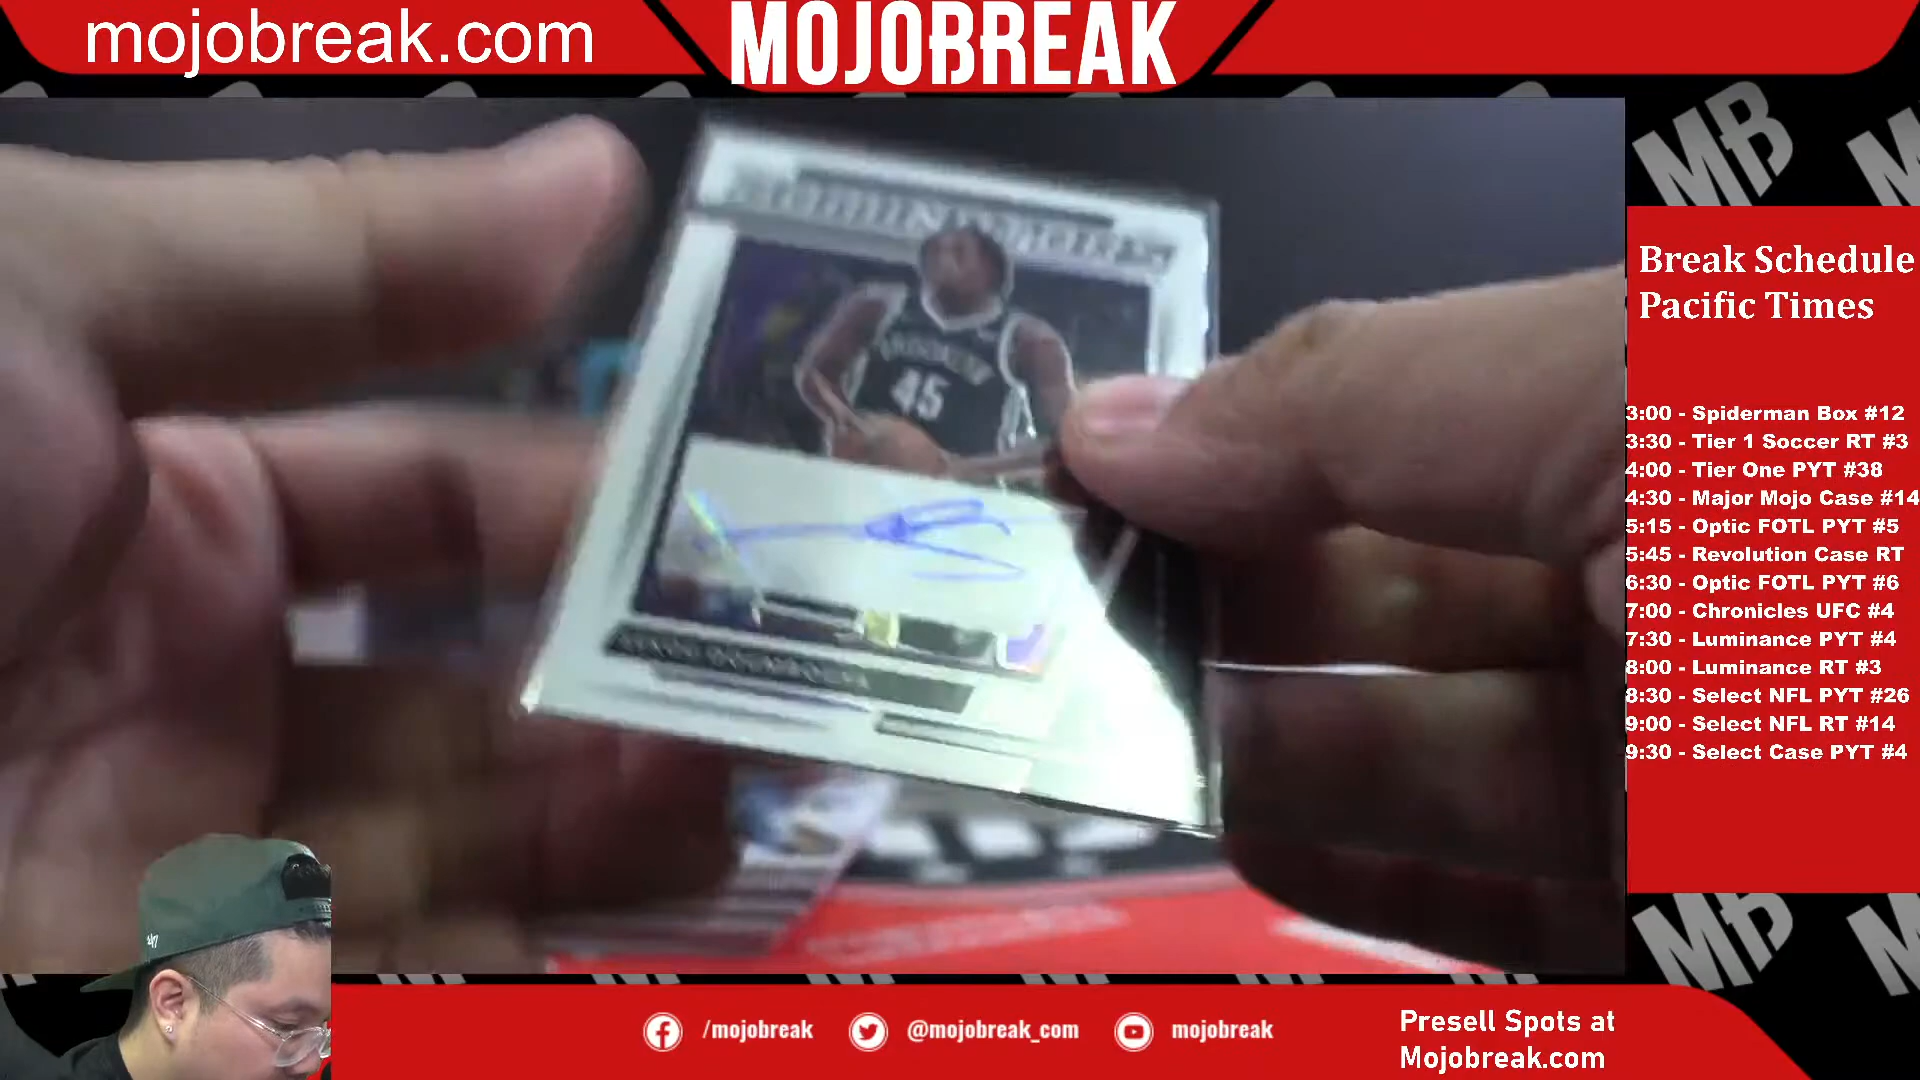 mojobreak.com
MOJOBREAK
MB
Break Schedule
Pacific Times
3:00 - Spiderman Box #12
3:30 - Tier 1 Soccer RT #3
4:00 - Tier One PYT #38
4:30 - Major Mojo Case #14
5:15 - Optic FOTL PYT #5
5:45 - Revolution Case RT
6:30 - Optic FOTL PYT #6
7:00 - Chronicles UFC #4
7:30 - Luminance PYT #4
8:00 - Luminance RT #3
8:30 - Select NFL PYT #26
9:00 - Select NFL RT #14
9:30 - Select Case PYT #4
BROOKLYN
45
47
MB
/mojobreak
@mojobreak_com
mojobreak
Presell Spots at
Mojobreak.com